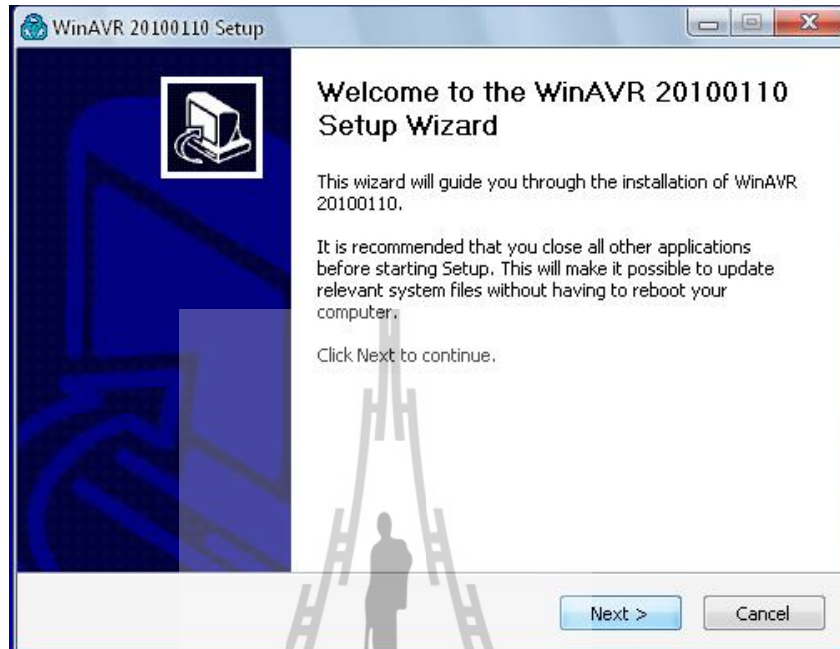 WinAVR 20100110 Setup
Welcome to the WinAVR 20100110
Setup Wizard
This wizard will guide you through the installation of WinAVR
20100110.
It is recommended that you close all other applications
before starting Setup. This will make it possible to update
relevant system files without having to reboot your
computer.
Click Next to continue.
Next >
Cancel